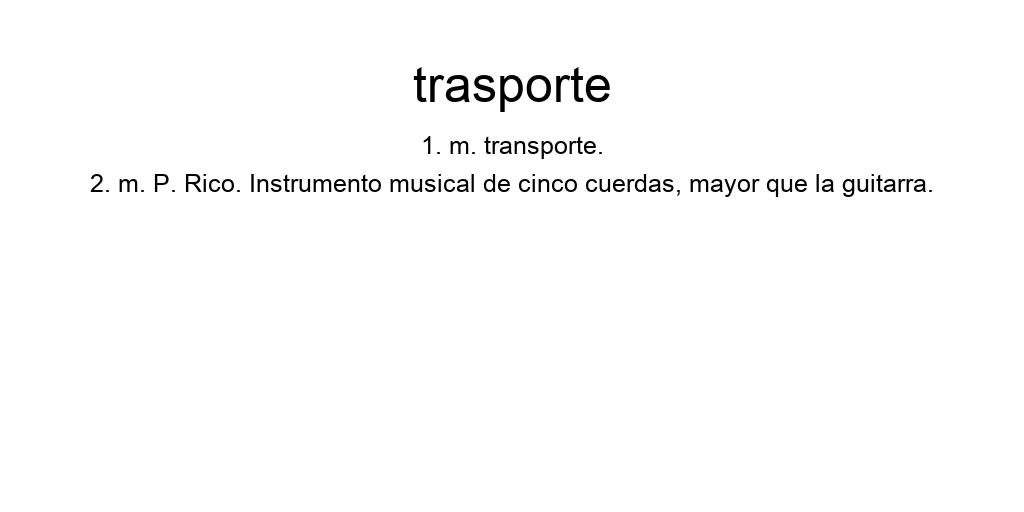 trasporte
1. m. transporte.
2. m. P. Rico. Instrumento musical de cinco cuerdas, mayor que la guitarra.